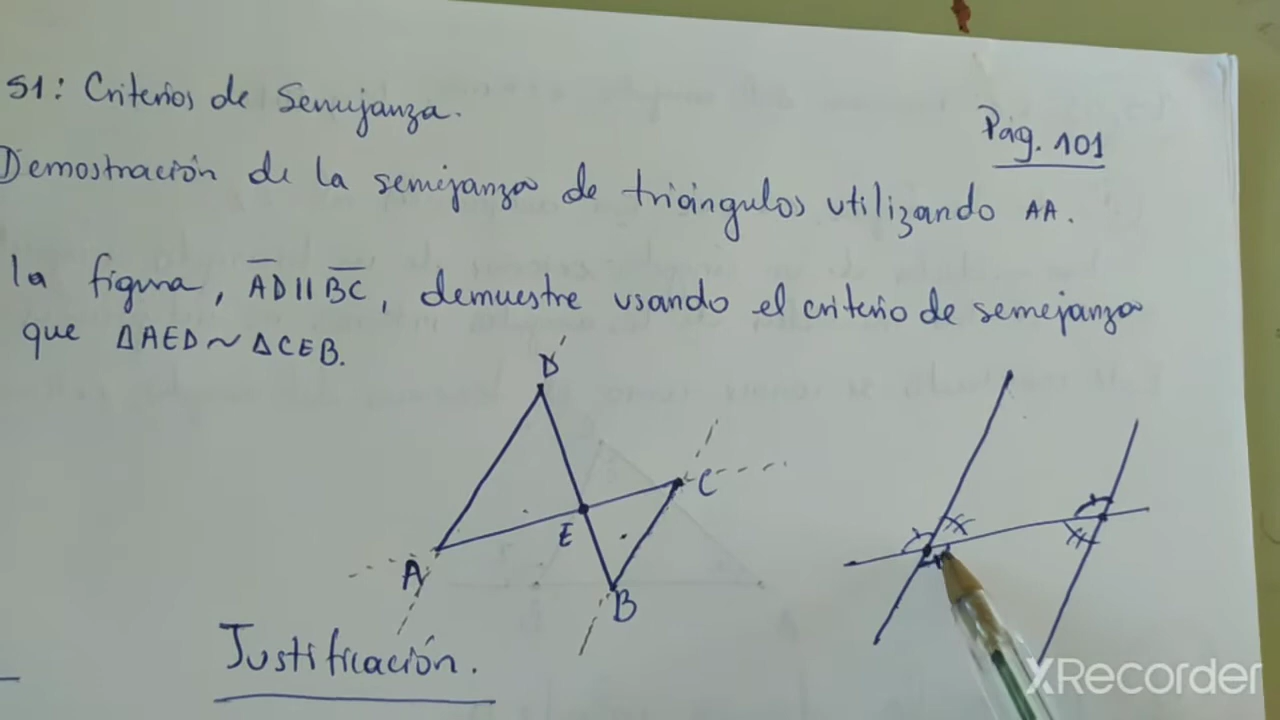 S1: Criterios de Semejanza.
Pág. 101
Demostración de la semejanza de triángulos utilizando AA.
la figura, AD || BC, demuestre usando el criterio de semejanza
que ΔAED ~ ΔCEB.
D
C
E
A
B
Justificación.
XRecorder